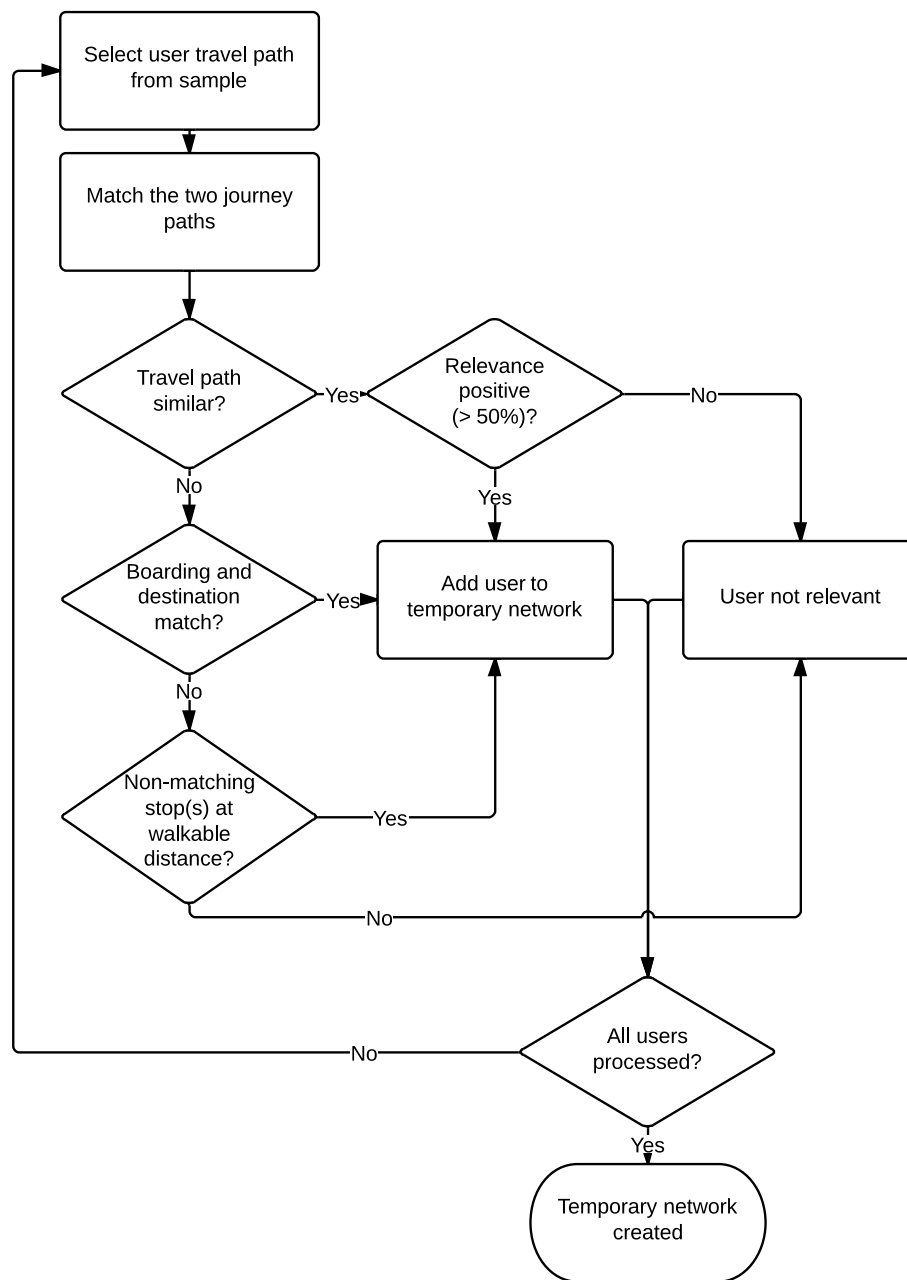 Select user travel path
from sample
Match the two journey
paths
Travel path
similar?
Yes
Relevance
positive
(> 50%)?
No
No
Yes
Boarding and
destination
match?
Yes
Add user to
temporary network
User not relevant
No
Non-matching
stop(s) at
walkable
distance?
Yes
No
All users
processed?
No
Yes
Temporary network
created